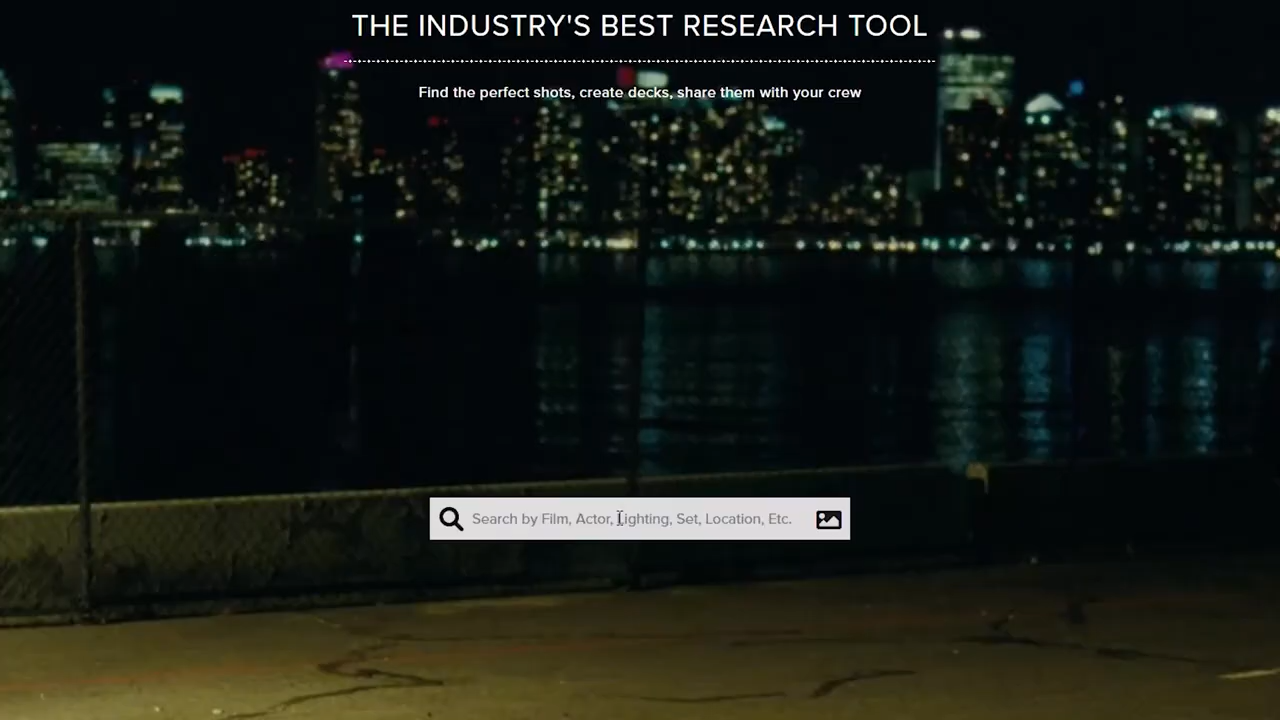 THE INDUSTRY'S BEST RESEARCH TOOL
Find the perfect shots, create decks, share them with your crew
Search by Film, Actor, Lighting, Set, Location, Etc.